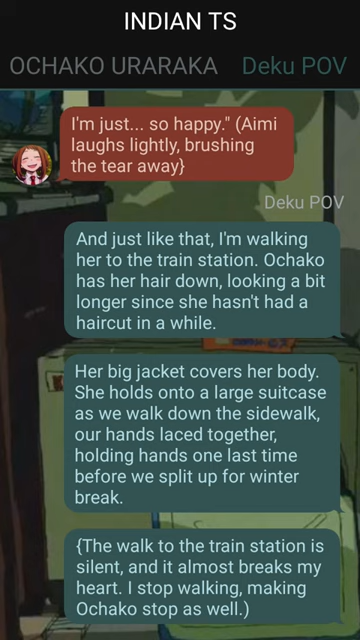 INDIAN TS
OCHAKO URARAKA Deku POV
I'm just... so happy." (Aimi
laughs lightly, brushing
the tear away}
Deku POV
And just like that, I'm walking
her to the train station. Ochako
has her hair down, looking a bit
longer since she hasn't had a
haircut in a while.
Her big jacket covers her body.
She holds onto a large suitcase
as we walk down the sidewalk,
our hands laced together,
holding hands one last time
before we split up for winter
break.
{The walk to the train station is
silent, and it almost breaks my
heart. I stop walking, making
Ochako stop as well.)